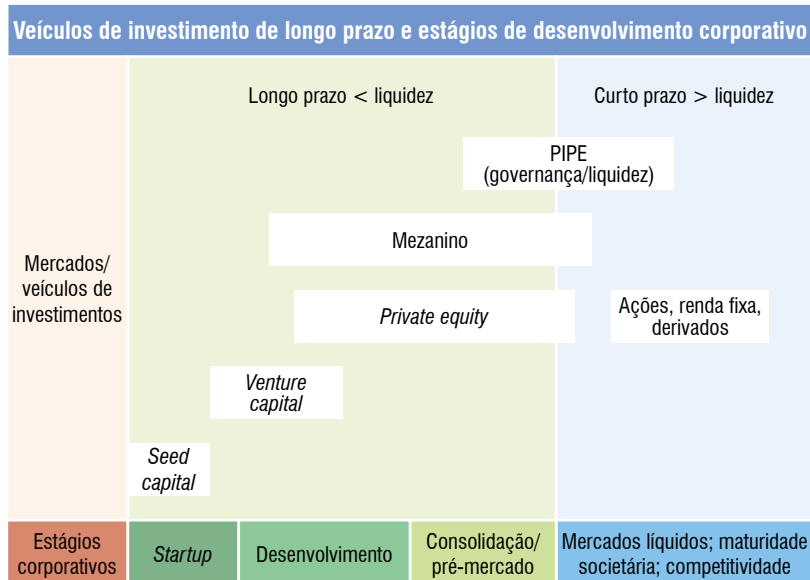 Veículos de investimento de longo prazo e estágios de desenvolvimento corporativo
Longo prazo < liquidez
Curto prazo > liquidez
PIPE
(governança/liquidez)
Mezanino
Mercados/
veículos de
investimentos
Private equity
Ações, renda fixa,
derivados
Venture
capital
Seed
capital
Estágios
corporativos
Startup
Desenvolvimento
Consolidação/
pré-mercado
Mercados líquidos; maturidade
societária; competitividade